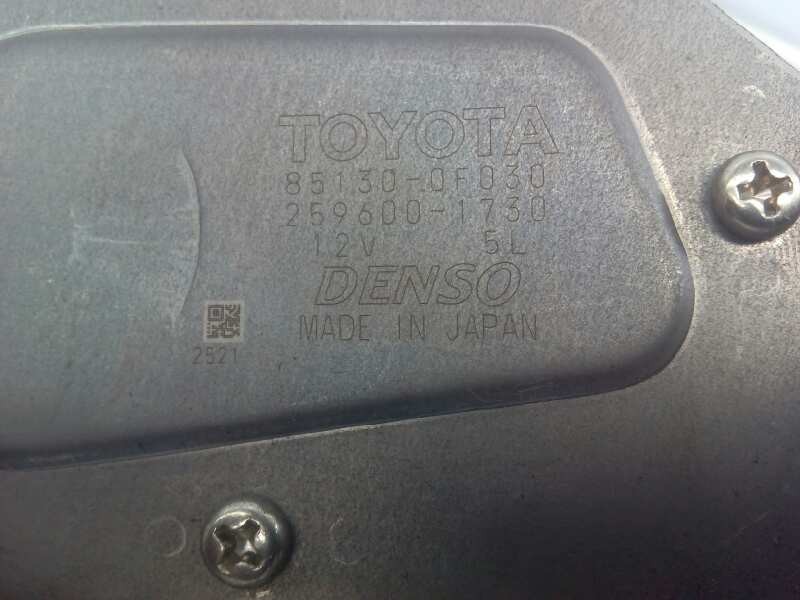 TOYOTA
85130-0F030
259600-1730
12V 5L
DENSO
MADE IN JAPAN
2521